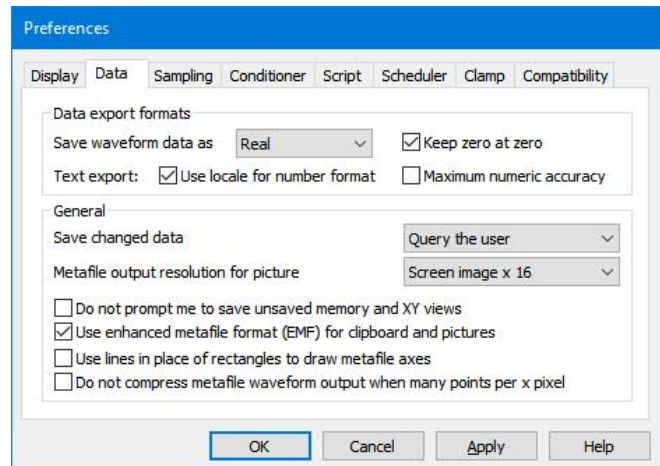 Preferences
Display Data Sampling Conditioner Script Scheduler Clamp Compatibility
Data export formats
Save waveform data as Real Keep zero at zero
Text export: Use locale for number format Maximum numeric accuracy
General
Save changed data Query the user
Metafile output resolution for picture Screen image x 16
Do not prompt me to save unsaved memory and XY views
Use enhanced metafile format (EMF) for clipboard and pictures
Use lines in place of rectangles to draw metafile axes
Do not compress metafile waveform output when many points per x pixel
OK Cancel Apply Help